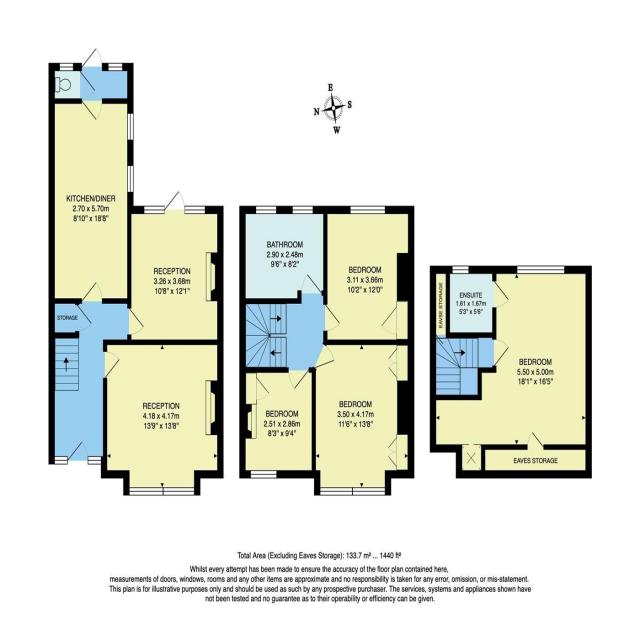 E
N S
W
KITCHEN/DINER
2.70 x 5.70m
8'10" x 18'8"
RECEPTION
3.26 x 3.68m
10'8" x 12'1"
STORAGE
RECEPTION
4.18 x 4.17m
13'9" x 13'8"
BATHROOM
2.90 x 2.48m
9'6" x 8'2"
BEDROOM
3.11 x 3.66m
10'2" x 12'0"
BEDROOM
2.51 x 2.86m
8'3" x 9'4"
BEDROOM
3.50 x 4.17m
11'6" x 13'8"
EAVSE STORAGE
ENSUITE
1.61 x 1.67m
5'3" x 5'6"
BEDROOM
5.50 x 5.00m
18'1" x 16'5"
EAVES STORAGE
Total Area (Excluding Eaves Storage): 133.7 m² ... 1440 ft²
Whilst every attempt has been made to ensure the accuracy of the floor plan contained here,
measurements of doors, windows, rooms and any other items are approximate and no responsibility is taken for any error, omission, or mis-statement.
This plan is for illustrative purposes only and should be used as such by any prospective purchaser. The services, systems and appliances shown have
not been tested and no guarantee as to their operability or efficiency can be given.